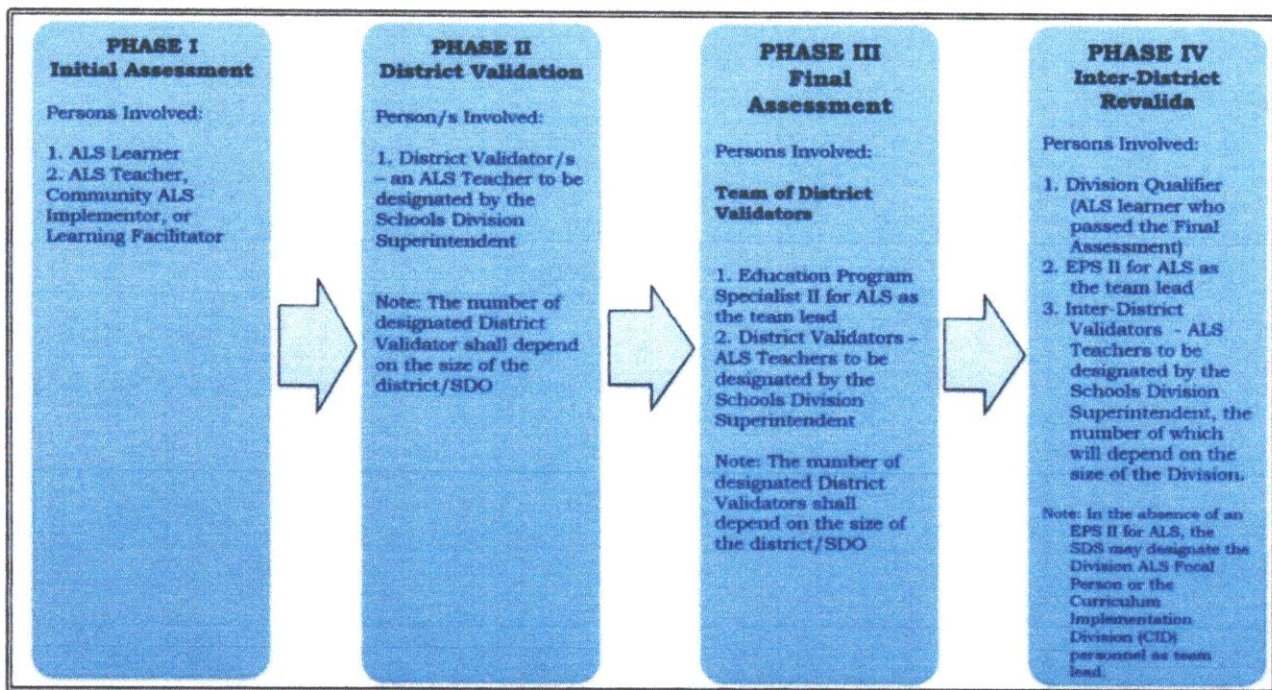 PHASE I
Initial Assessment
Persons Involved:
1. ALS Learner
2. ALS Teacher,
Community ALS
Implementor, or
Learning Facilitator
PHASE II
District Validation
Person/s Involved:
1. District Validator/s
– an ALS Teacher to be
designated by the
Schools Division
Superintendent
Note: The number of
designated District
Validator shall depend
on the size of the
district/SDO
PHASE III
Final
Assessment
Persons Involved:
Team of District
Validators
1. Education Program
Specialist II for ALS as
the team lead
2. District Validators –
ALS Teachers to be
designated by the
Schools Division
Superintendent
Note: The number of
designated District
Validators shall
depend on the size of
the district/SDO
PHASE IV
Inter-District
Revalida
Persons Involved:
1. Division Qualifier
(ALS learner who
passed the Final
Assessment)
2. EPS II for ALS as
the team lead
3. Inter-District
Validators - ALS
Teachers to be
designated by the
Schools Division
Superintendent, the
number of which
will depend on the
size of the Division.
Note: In the absence of an
EPS II for ALS, the
SDS may designate the
Division ALS Focal
Person or the
Curriculum
Implementation
Division (CID)
personnel as team
lead.